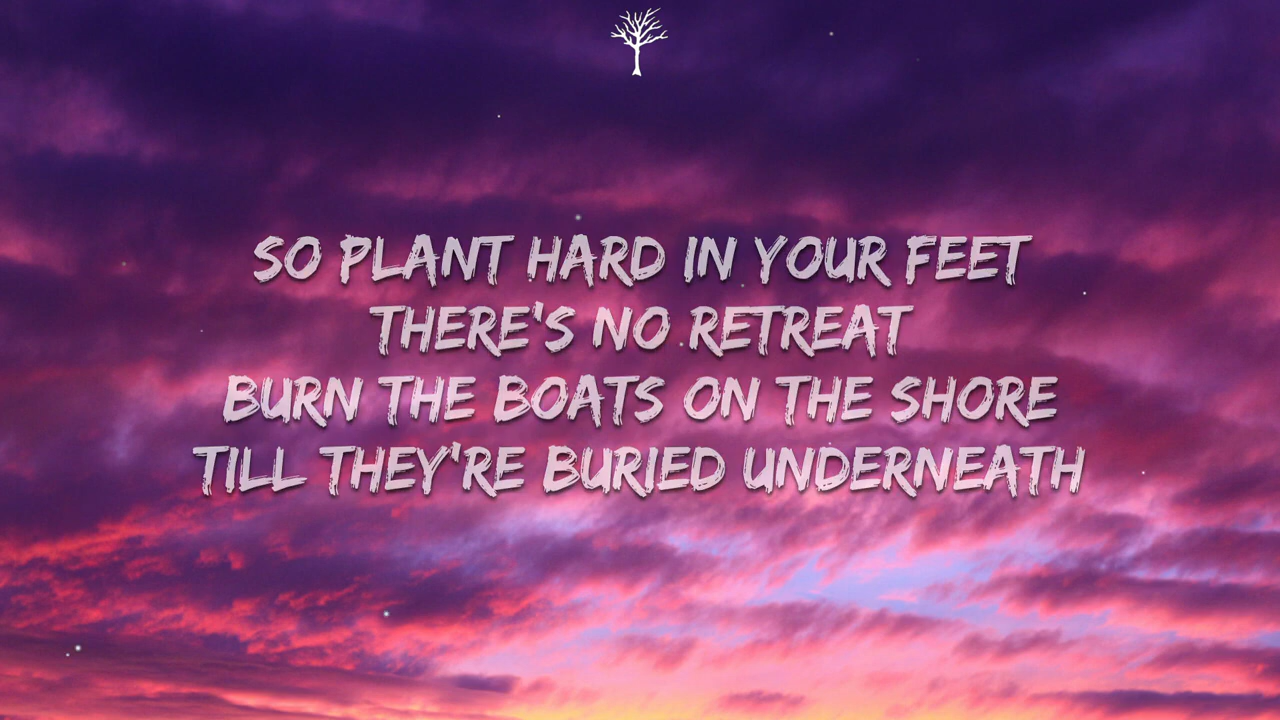 SO PLANT HARD IN YOUR FEET
THERE'S NO RETREAT
BURN THE BOATS ON THE SHORE
TILL THEY'RE BURIED UNDERNEATH